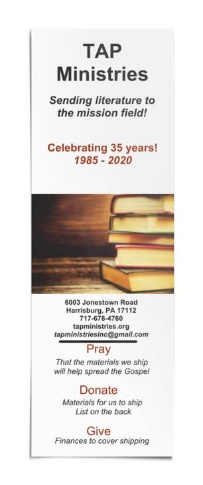 TAP
Ministries
Sending literature to
the mission field!
Celebrating 35 years!
1985 - 2020
6003 Jonestown Road
Harrisburg, PA 17112
717-678-4760
tapministries.org
tapministriesinc@gmail.com
Pray
That the materials we ship
will help spread the Gospel
Donate
Materials for us to ship
List on the back
Give
Finances to cover shipping